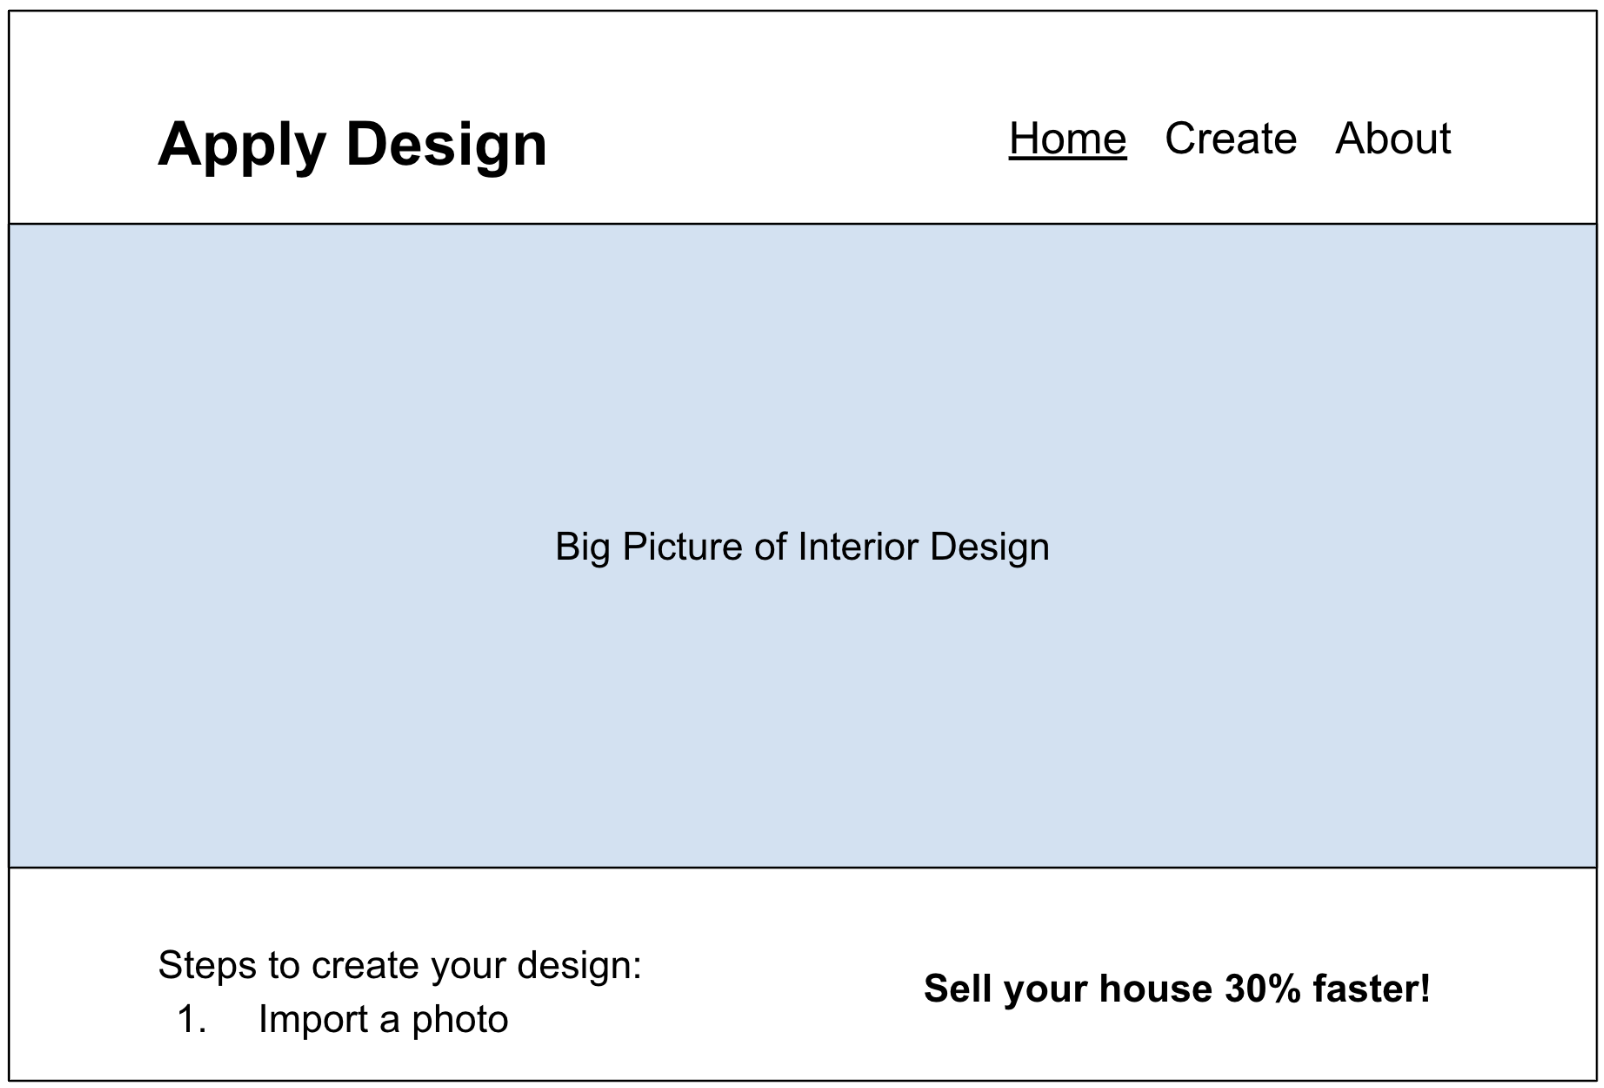 Apply Design
Home Create About
Big Picture of Interior Design
Steps to create your design:
1. Import a photo
Sell your house 30% faster!